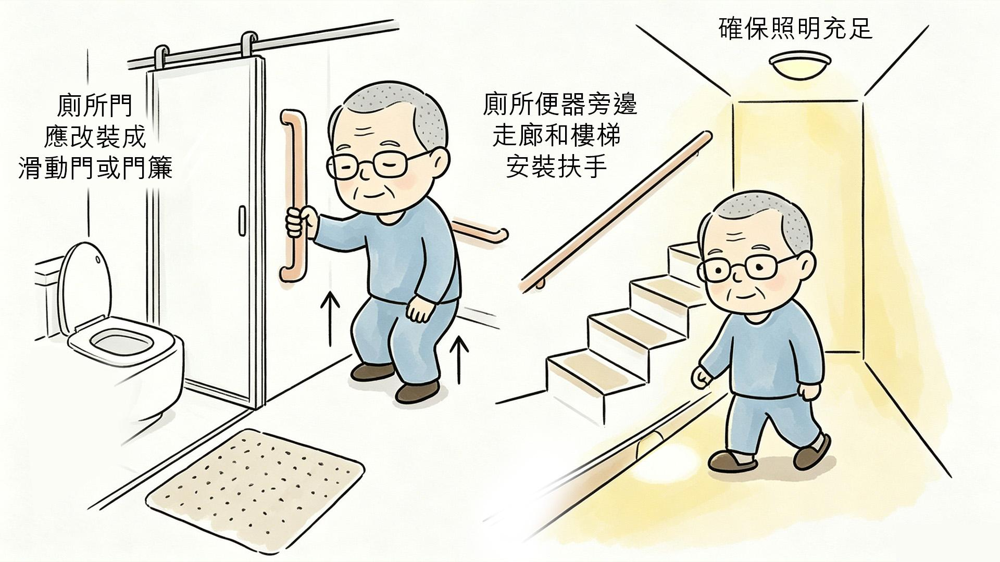 廁所門
應改裝成
滑動門或門簾
廁所便器旁邊
走廊和樓梯
安裝扶手
確保照明充足